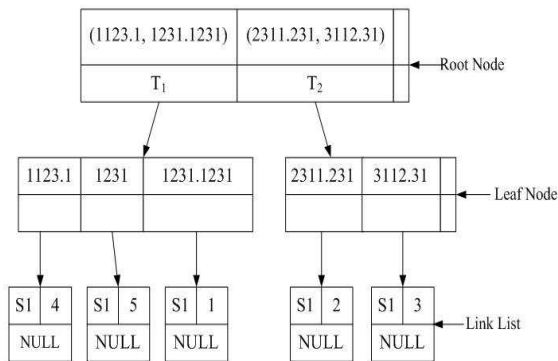 (1123.1, 1231.1231) (2311.231, 3112.31)
Root Node
T1 T2
1123.1 1231 1231.1231 2311.231 3112.31
Leaf Node
S1 4 S1 5 S1 1 S1 2 S1 3
Link List
NULL NULL NULL NULL NULL